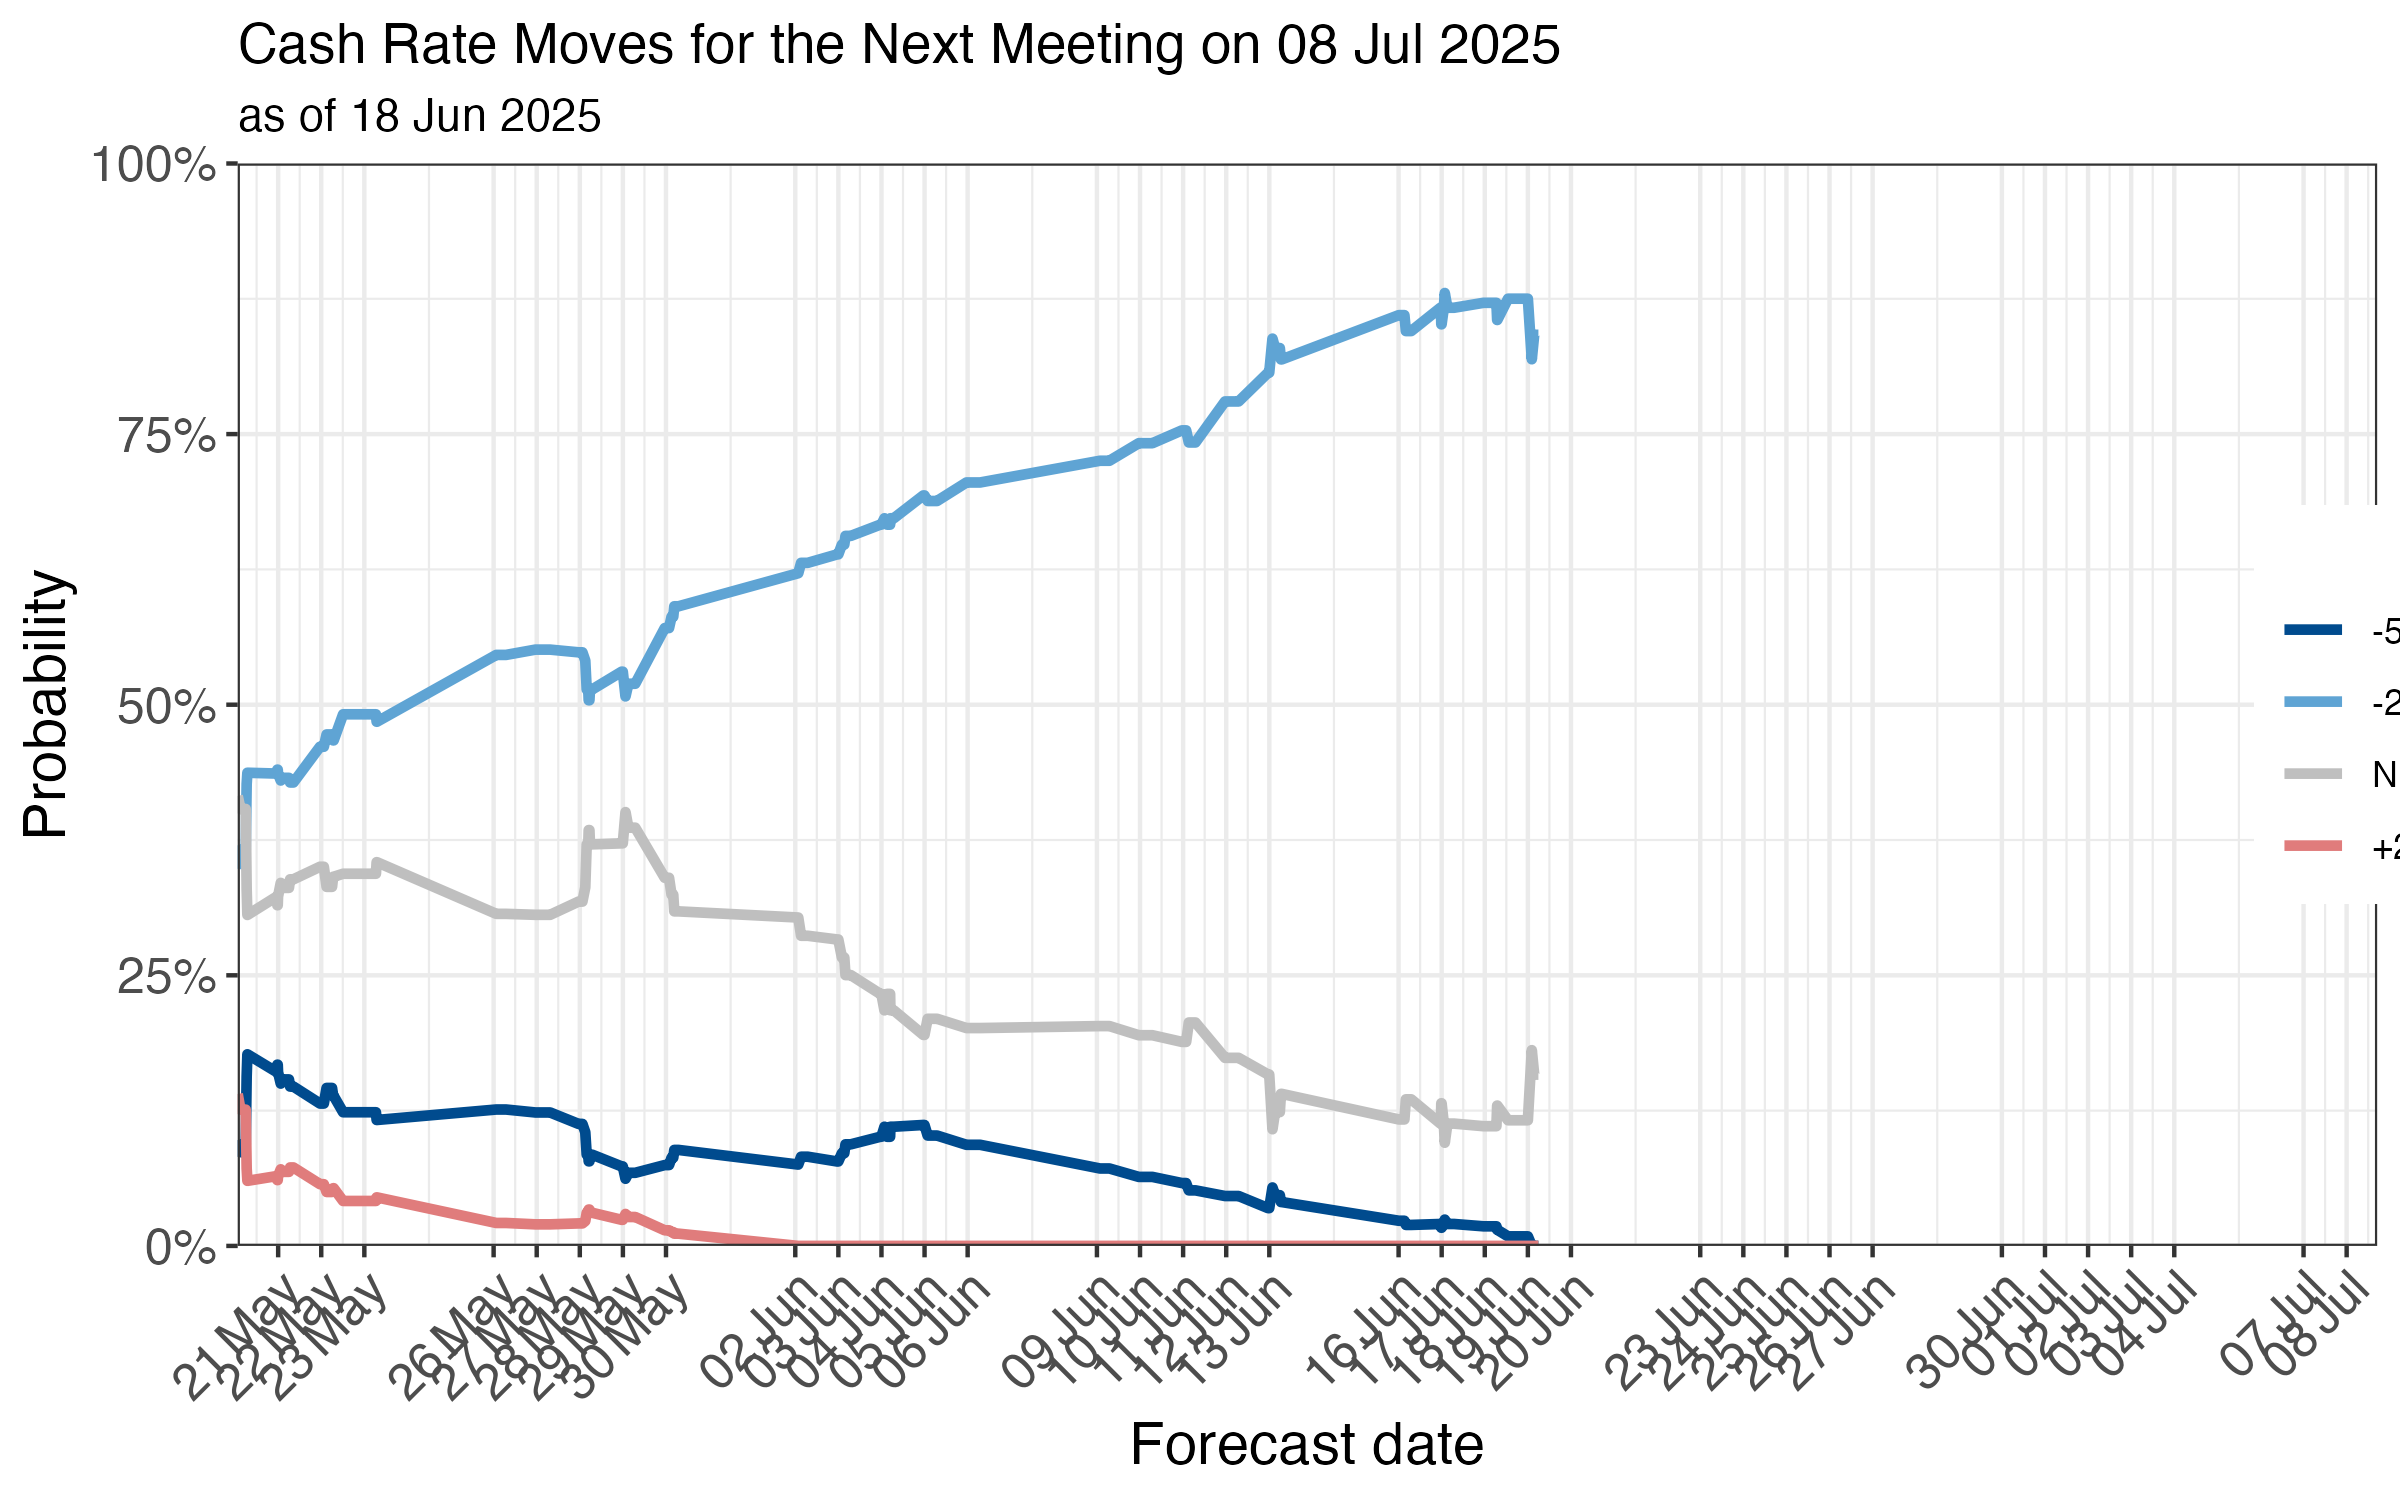 Cash Rate Moves for the Next Meeting on 08 Jul 2025
as of 18 Jun 2025
100%
75%
50%
25%
0%
Probability
21 May
22 May
23 May
26 May
27 May
28 May
29 May
30 May
02 Jun
03 Jun
04 Jun
05 Jun
06 Jun
09 Jun
10 Jun
11 Jun
12 Jun
13 Jun
16 Jun
17 Jun
18 Jun
19 Jun
20 Jun
23 Jun
24 Jun
25 Jun
26 Jun
27 Jun
30 Jun
01 Jul
02 Jul
03 Jul
04 Jul
07 Jul
08 Jul
Forecast date
-5
-2
N
+2